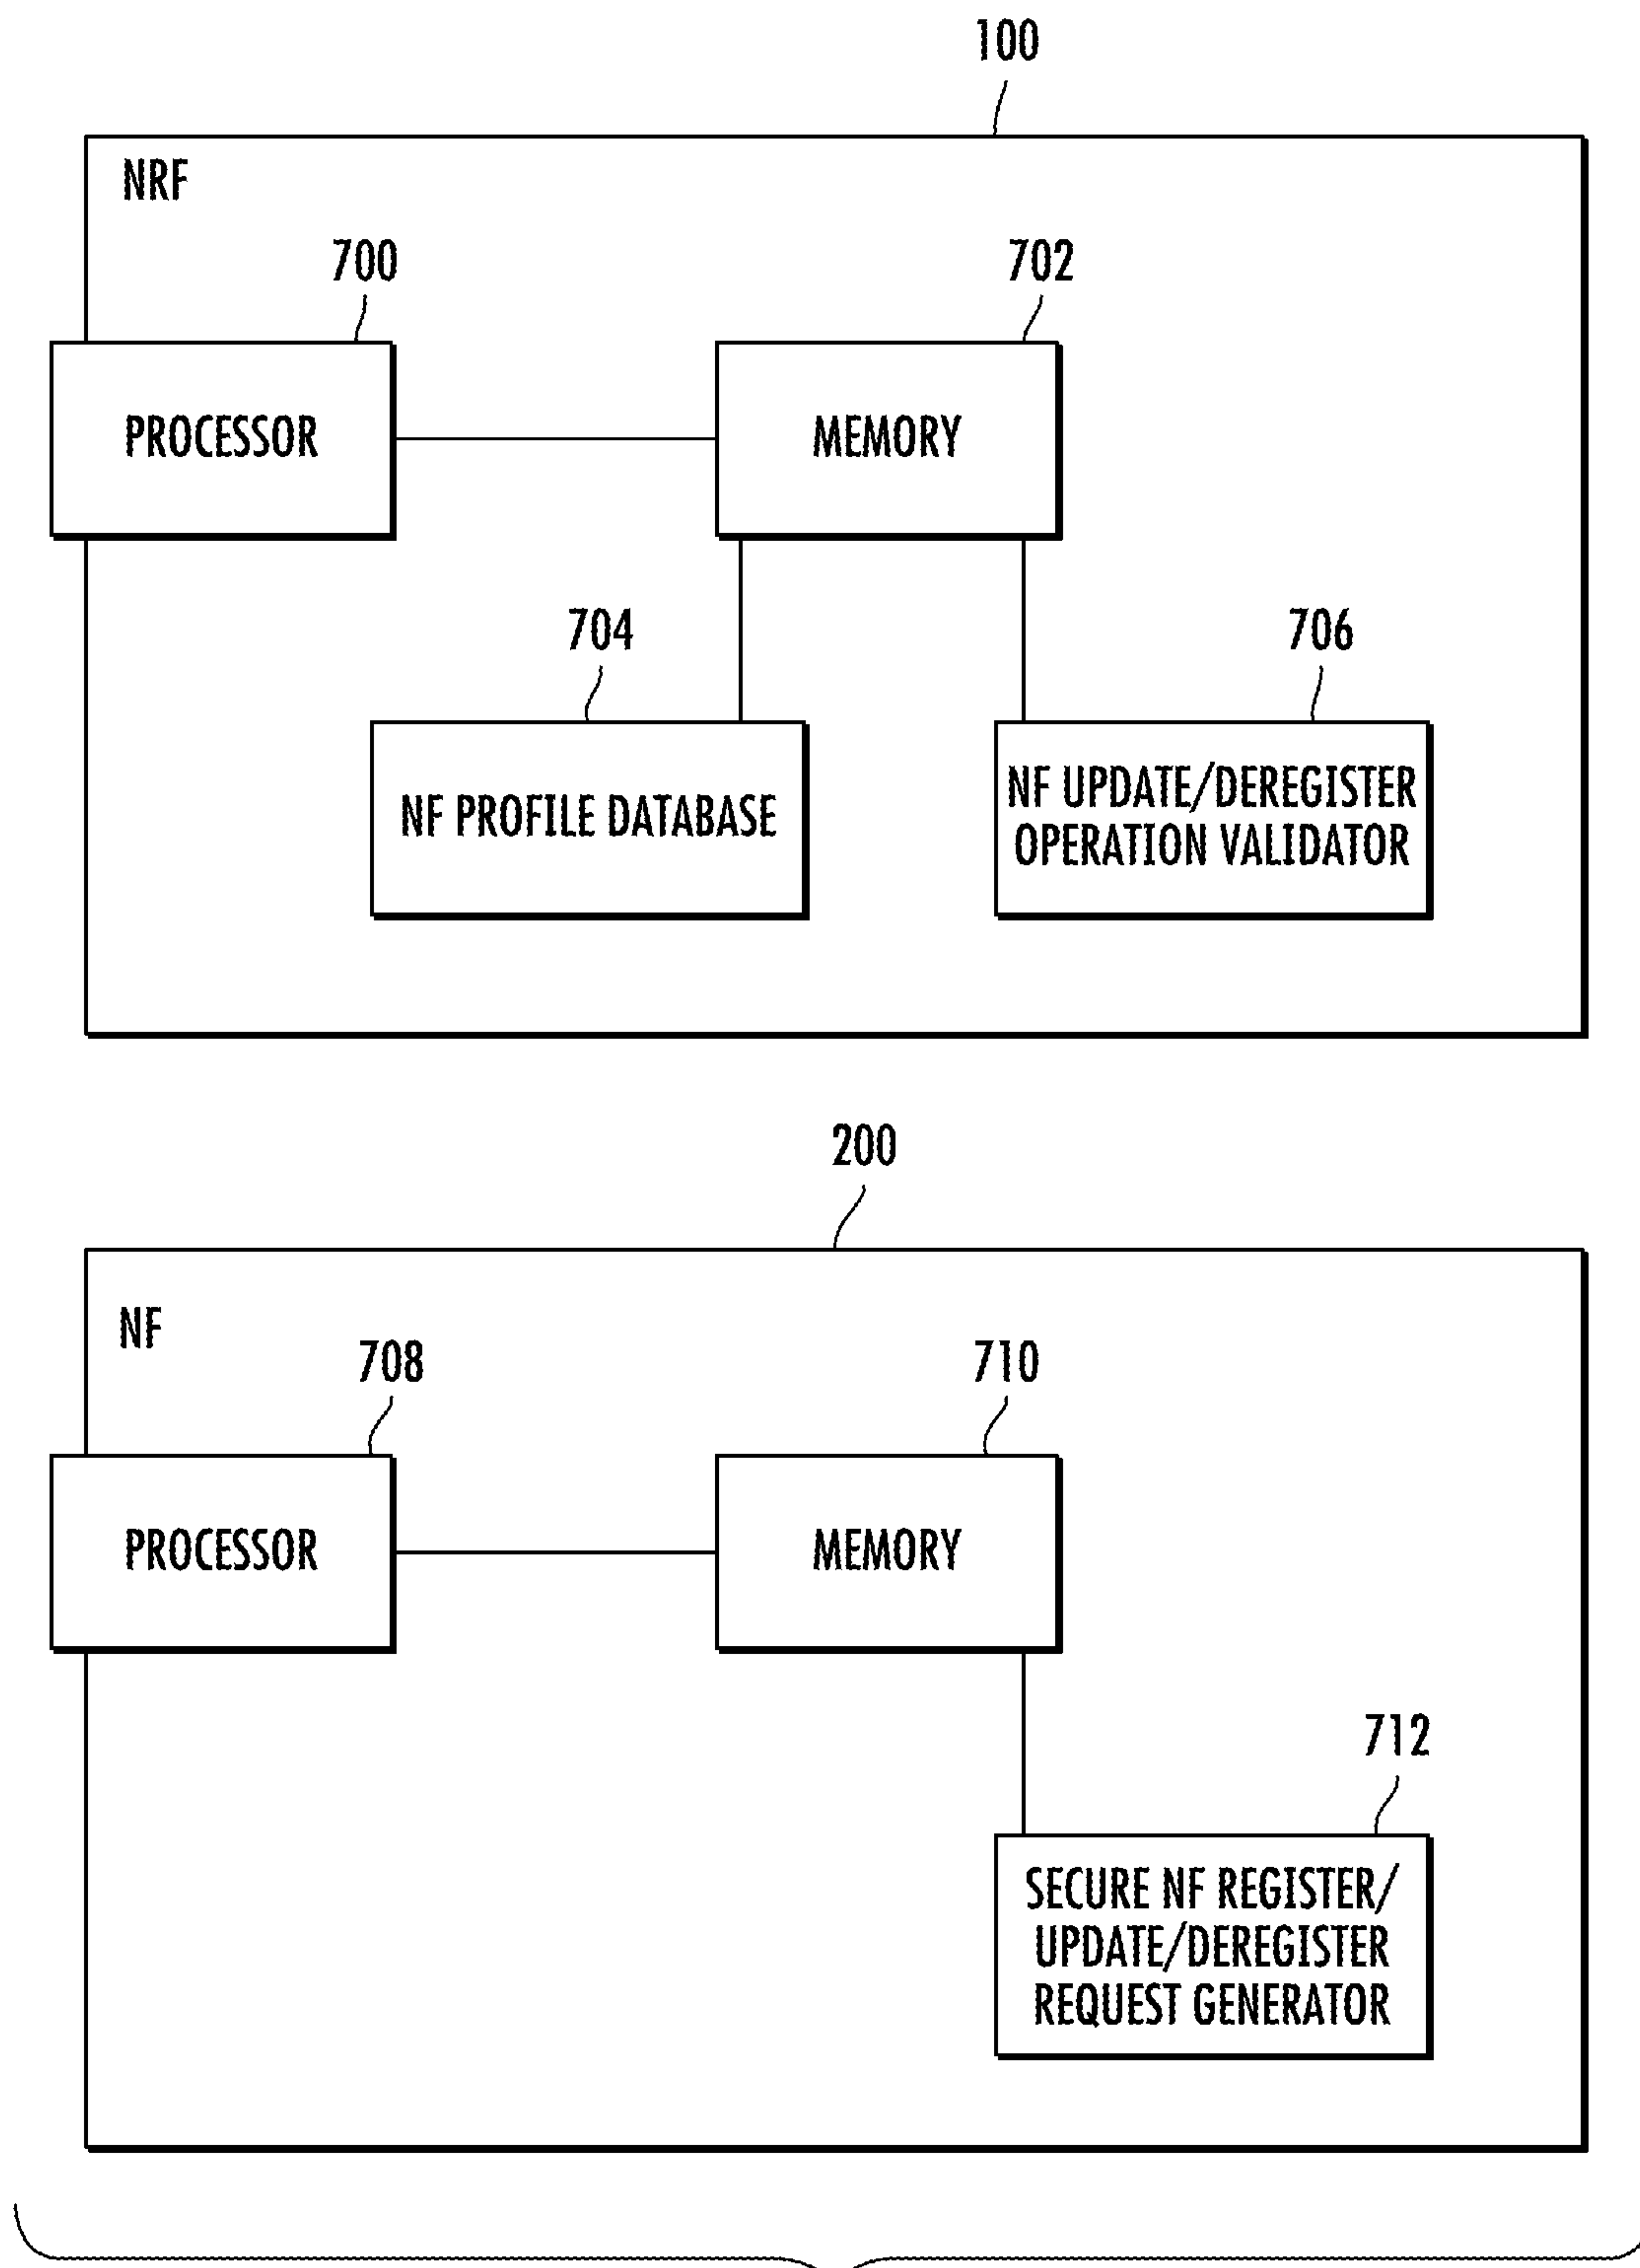 100
NRF
700
702
PROCESSOR
MEMORY
704
706
NF PROFILE DATABASE
NF UPDATE/DEREGISTER
OPERATION VALIDATOR
200
NF
708
710
PROCESSOR
MEMORY
712
SECURE NF REGISTER/
UPDATE/DEREGISTER
REQUEST GENERATOR